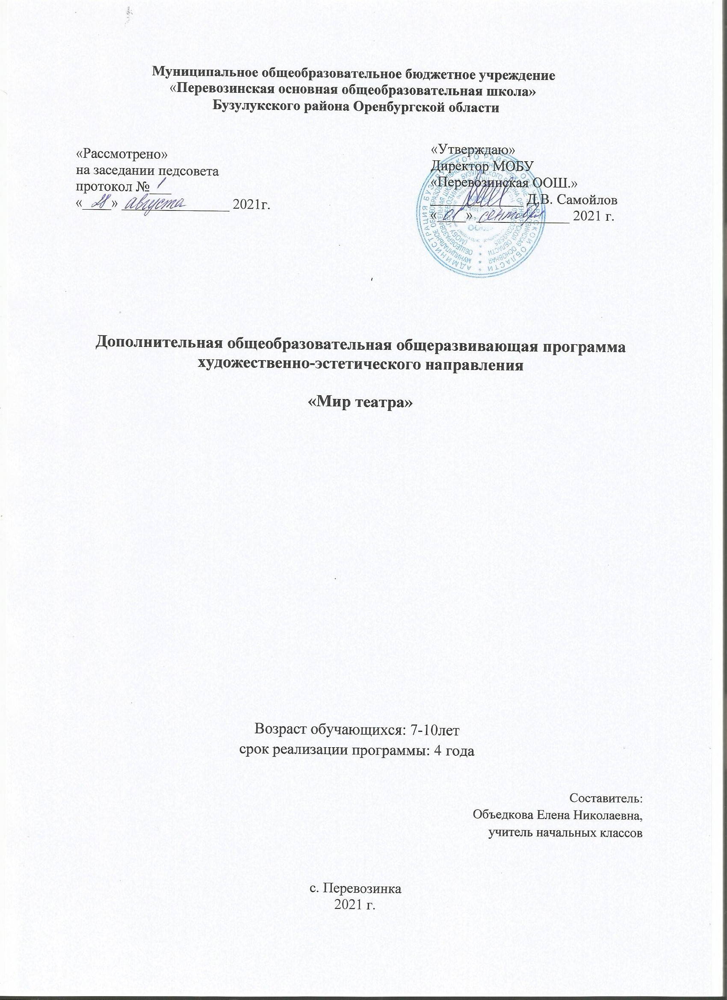 Муниципальное общеобразовательное бюджетное учреждение
«Перевозинская основная общеобразовательная школа»
Бузулукского района Оренбургской области
«Рассмотрено»
на заседании педсовета
протокол № 1
« 28 » августа 2021г.
«Утверждаю»
Директор МОБУ
«Перевозинская ООШ.»
Д.В. Самойлов
« 01 » сентября 2021 г.
Дополнительная общеобразовательная общеразвивающая программа
художественно-эстетического направления
«Мир театра»
Возраст обучающихся: 7-10лет
срок реализации программы: 4 года
Составитель:
Объедкова Елена Николаевна,
учитель начальных классов
с. Перевозинка
2021 г.